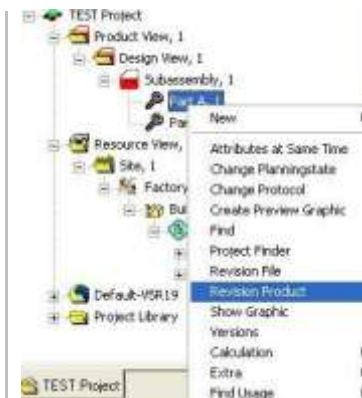 TEST Project
Product View, 1
Design View, 1
Subassembly, 1
Part A, 1
Pa
New
Resource View,
Attributes at Same Time
Site, 1
Change Planningstate
Factory
Change Protocol
Bui
Create Preview Graphic
Find
Project Finder
Revision File
Default-V5R19
Revision Product
Project Library
Show Graphic
Versions
Calculation
Extra
TEST Project
Find Usage